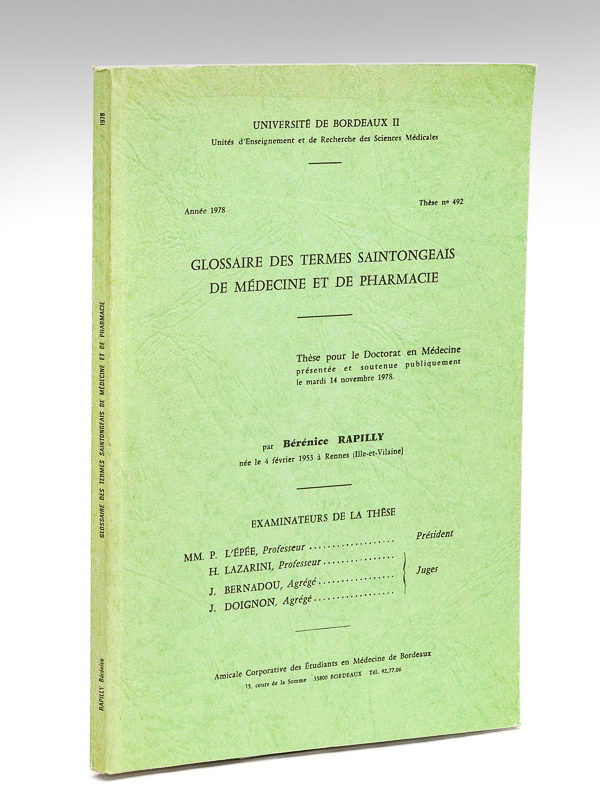 UNIVERSITÉ DE BORDEAUX II
Unités d'Enseignement et de Recherche des Sciences Médicales
Année 1978
Thèse nº 492
GLOSSAIRE DES TERMES SAINTONGEAIS
DE MÉDECINE ET DE PHARMACIE
Thèse pour le Doctorat en Médecine
présentée et soutenue publiquement
le mardi 14 novembre 1978.
par Bérénice RAPILLY
née le 4 février 1953 à Rennes (Ille-et-Vilaine)
EXAMINATEURS DE LA THÈSE
MM. P. L'ÉPÉE, Professeur .................. Président
H. LAZARINI, Professeur ...............
J. BERNADOU, Agrégé ................. Juges
J. DOIGNON, Agrégé ..................
Amicale Corporative des Étudiants en Médecine de Bordeaux
15, cours de la Somme 33800 BORDEAUX Tél. 92.77.06
RAPILLY Bérénice GLOSSAIRE DES TERMES SAINTONGEAIS DE MÉDECINE ET DE PHARMACIE 1978